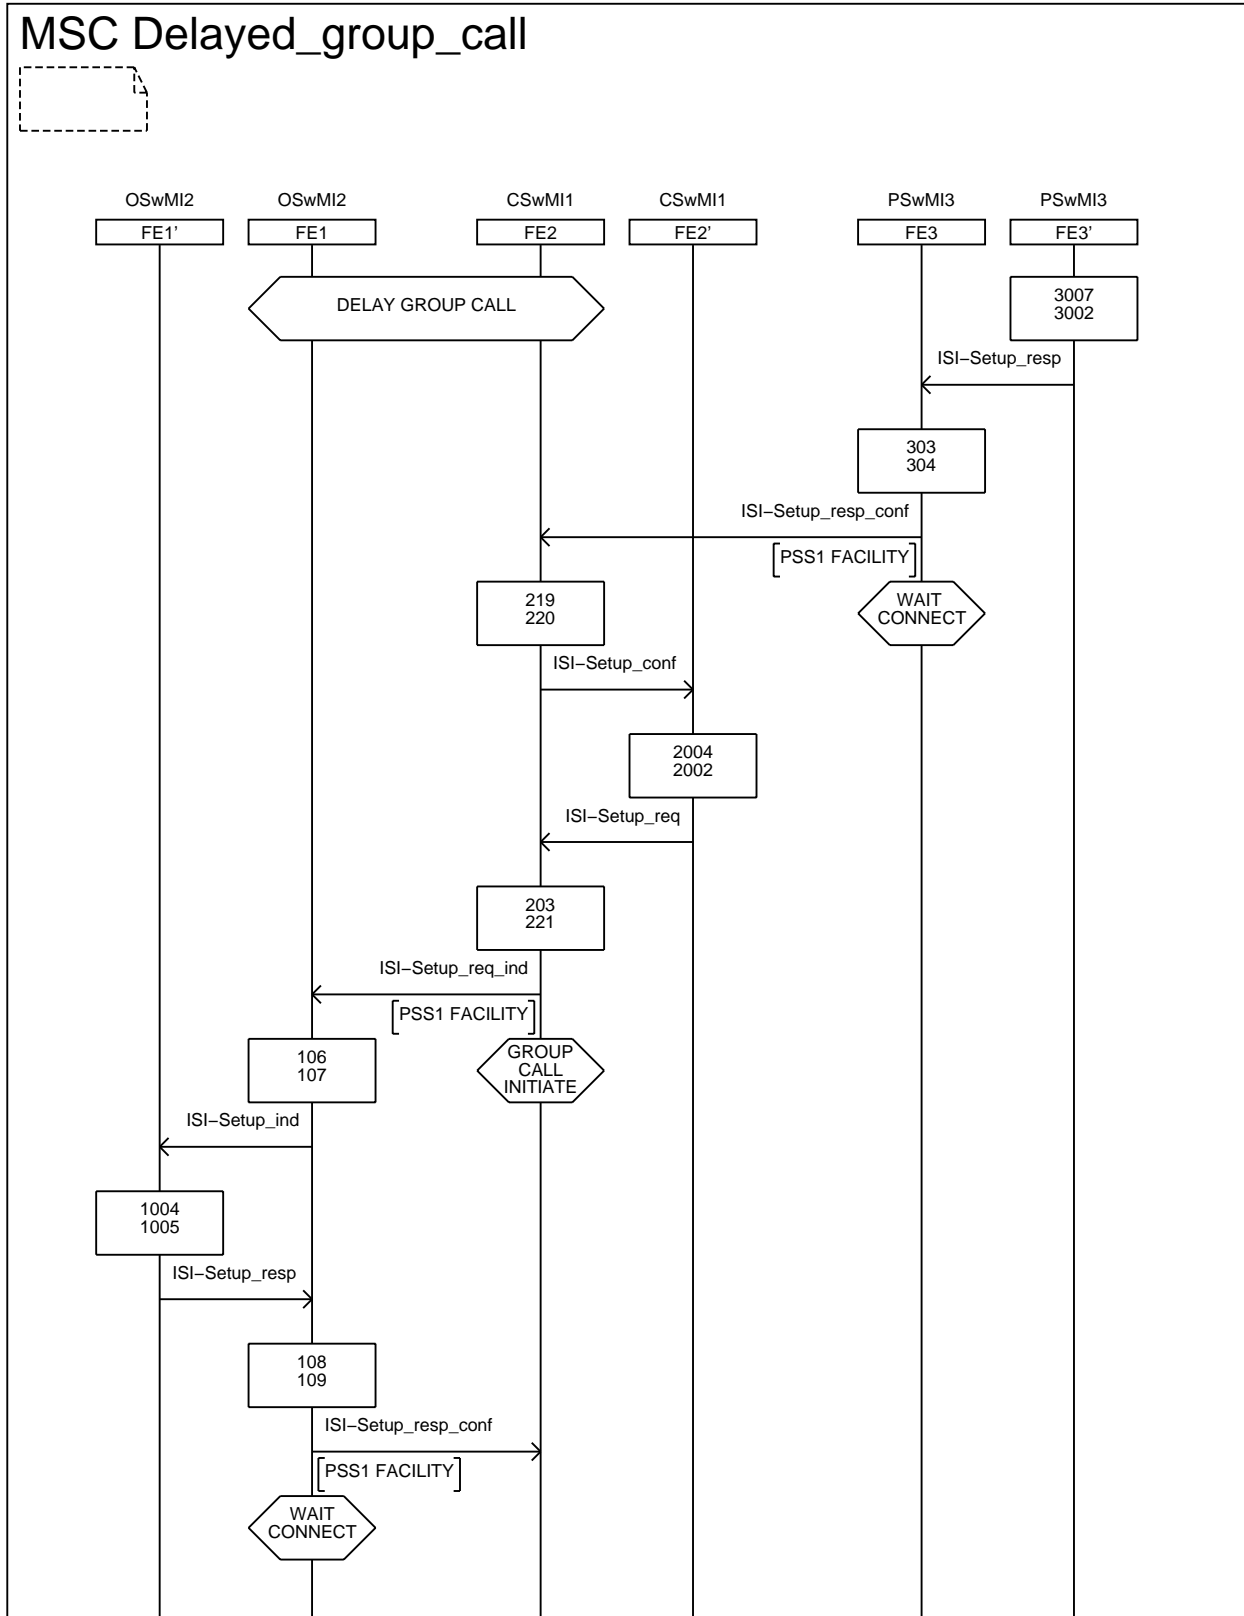 MSC Delayed_group_call
OSwMI2 OSwMI2 CSwMI1 CSwMI1 PSwMI3 PSwMI3
FE1' FE1 FE2 FE2' FE3 FE3'
DELAY GROUP CALL
3007
3002
ISI–Setup_resp
303
304
ISI–Setup_resp_conf
PSS1 FACILITY
219
220
WAIT
CONNECT
ISI–Setup_conf
2004
2002
ISI–Setup_req
203
221
ISI–Setup_req_ind
PSS1 FACILITY
106
107
GROUP
CALL
INITIATE
ISI–Setup_ind
1004
1005
ISI–Setup_resp
108
109
ISI–Setup_resp_conf
PSS1 FACILITY
WAIT
CONNECT